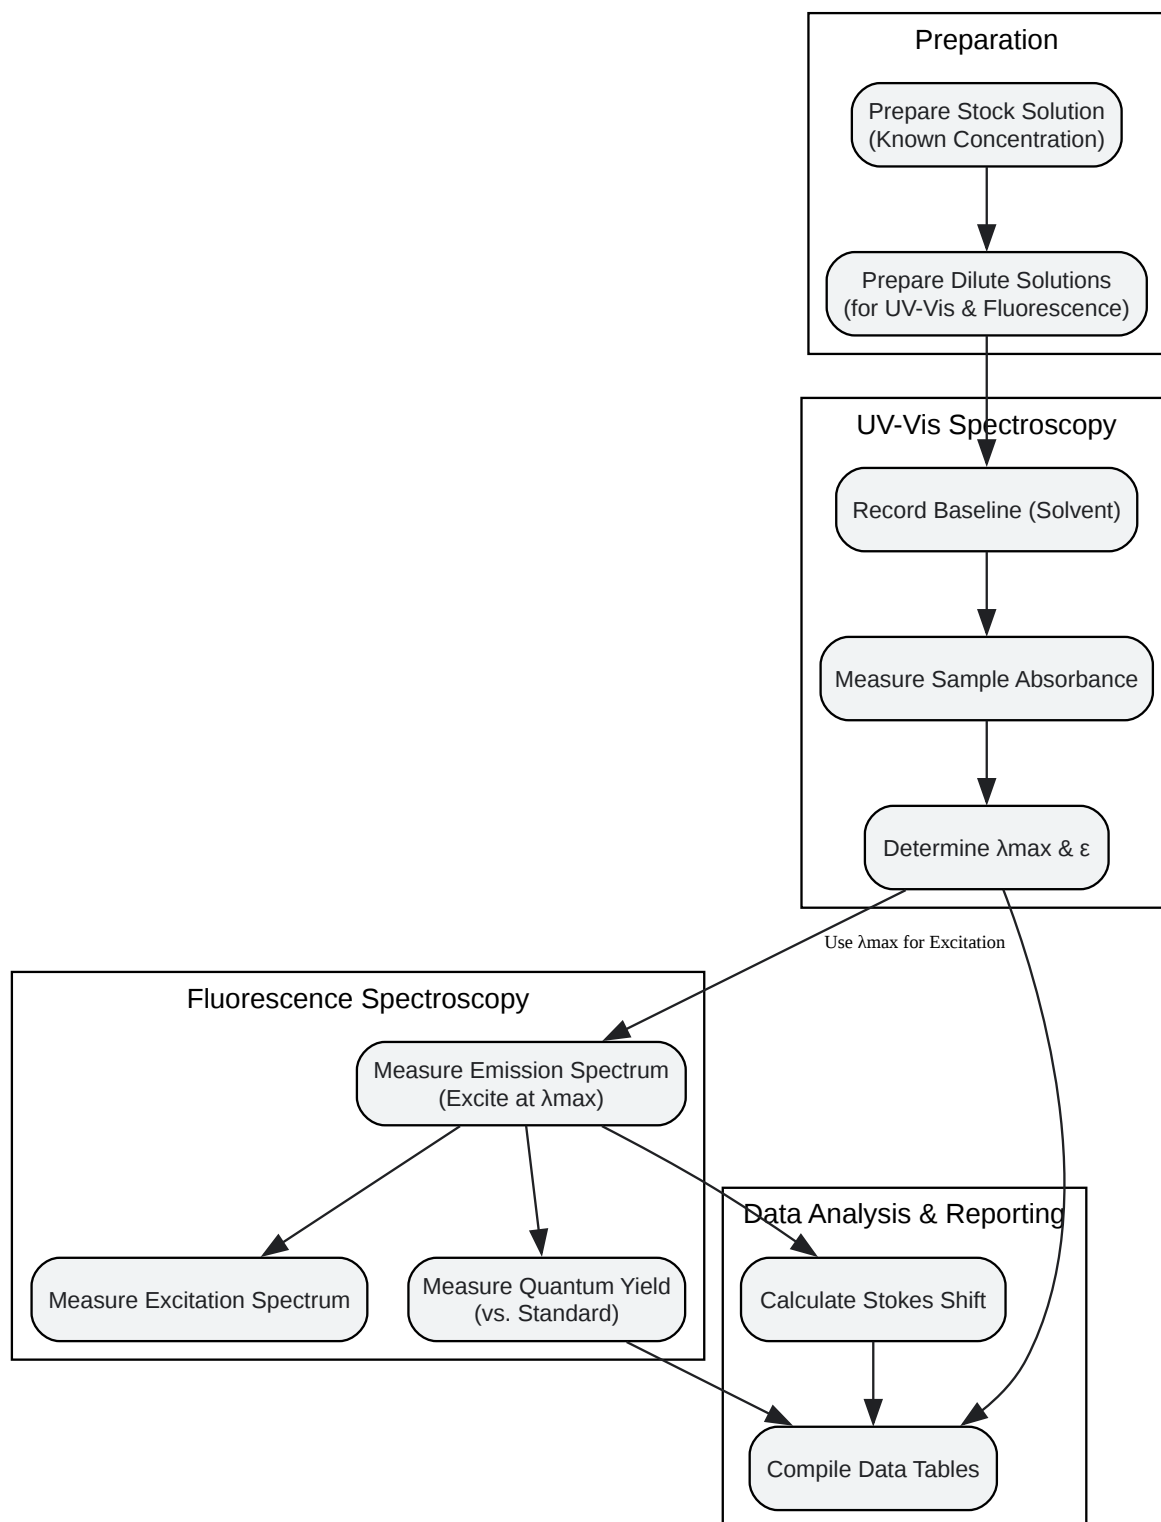 Preparation
Prepare Stock Solution
(Known Concentration)
Prepare Dilute Solutions
(for UV-Vis & Fluorescence)
UV-Vis Spectroscopy
Record Baseline (Solvent)
Measure Sample Absorbance
Determine λmax & ε
Use λmax for Excitation
Fluorescence Spectroscopy
Measure Emission Spectrum
(Excite at λmax)
Measure Excitation Spectrum
Measure Quantum Yield
(vs. Standard)
Data Analysis & Reporting
Calculate Stokes Shift
Compile Data Tables